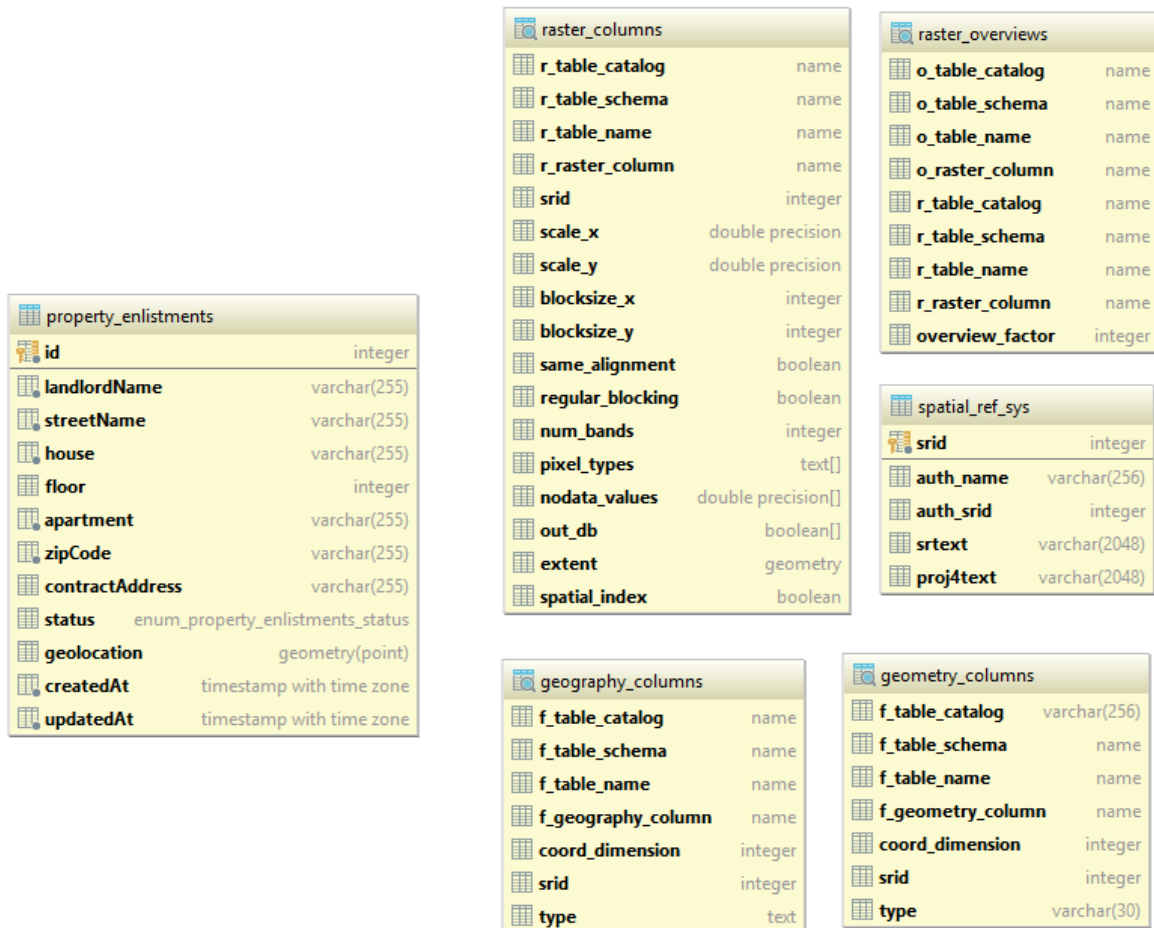 property_enlistments
id integer
landlordName varchar(255)
streetName varchar(255)
house varchar(255)
floor integer
apartment varchar(255)
zipCode varchar(255)
contractAddress varchar(255)
status enum_property_enlistments_status
geolocation geometry(point)
createdAt timestamp with time zone
updatedAt timestamp with time zone
raster_columns
r_table_catalog name
r_table_schema name
r_table_name name
r_raster_column name
srid integer
scale_x double precision
scale_y double precision
blocksize_x integer
blocksize_y integer
same_alignment boolean
regular_blocking boolean
num_bands integer
pixel_types text[]
nodata_values double precision[]
out_db boolean[]
extent geometry
spatial_index boolean
raster_overviews
o_table_catalog name
o_table_schema name
o_table_name name
o_raster_column name
r_table_catalog name
r_table_schema name
r_table_name name
r_raster_column name
overview_factor integer
spatial_ref_sys
srid integer
auth_name varchar(256)
auth_srid integer
srtext varchar(2048)
proj4text varchar(2048)
geography_columns
f_table_catalog name
f_table_schema name
f_table_name name
f_geography_column name
coord_dimension integer
srid integer
type text
geometry_columns
f_table_catalog varchar(256)
f_table_schema name
f_table_name name
f_geometry_column name
coord_dimension integer
srid integer
type varchar(30)